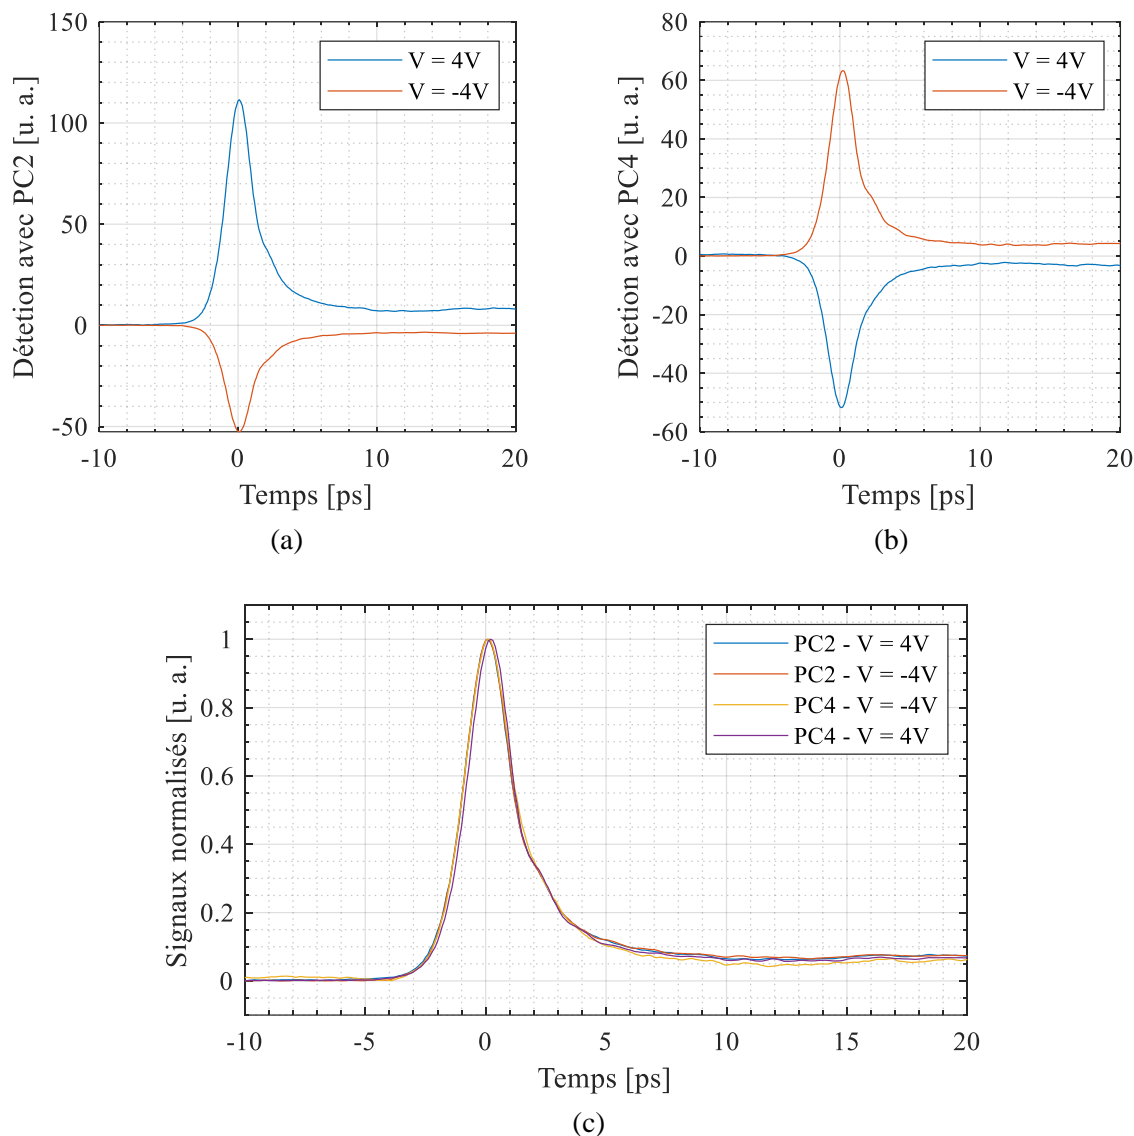 150
100
50
0
-50
-10
0
10
20
Détetion avec PC2 [u. a.]
Temps [ps]
V = 4V
V = -4V
(a)
80
60
40
20
0
-20
-40
-60
-10
0
10
20
Détetion avec PC4 [u. a.]
Temps [ps]
V = 4V
V = -4V
(b)
1
0.8
0.6
0.4
0.2
0
-10
-5
0
5
10
15
20
Signaux normalisés [u. a.]
Temps [ps]
PC2 - V = 4V
PC2 - V = -4V
PC4 - V = -4V
PC4 - V = 4V
(c)